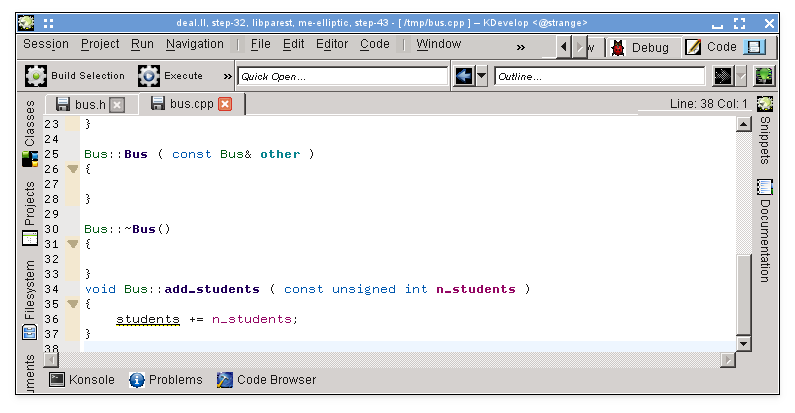 deal.II, step-32, libparest, me-elliptic, step-43 - [ /tmp/bus.cpp ] – KDevelop <@strange>
Session Project Run Navigation File Edit Editor Code Window » Debug Code
Build Selection Execute » Quick Open... Outline...
bus.h bus.cpp Line: 38 Col: 1
Classes
Projects
Filesystem
Snippets
Documentation
23 }
24
25 Bus::Bus ( const Bus& other )
26 {
27
28 }
29
30 Bus::~Bus()
31 {
32
33 }
34 void Bus::add_students ( const unsigned int n_students )
35 {
36 students += n_students;
37 }
38
Konsole Problems Code Browser